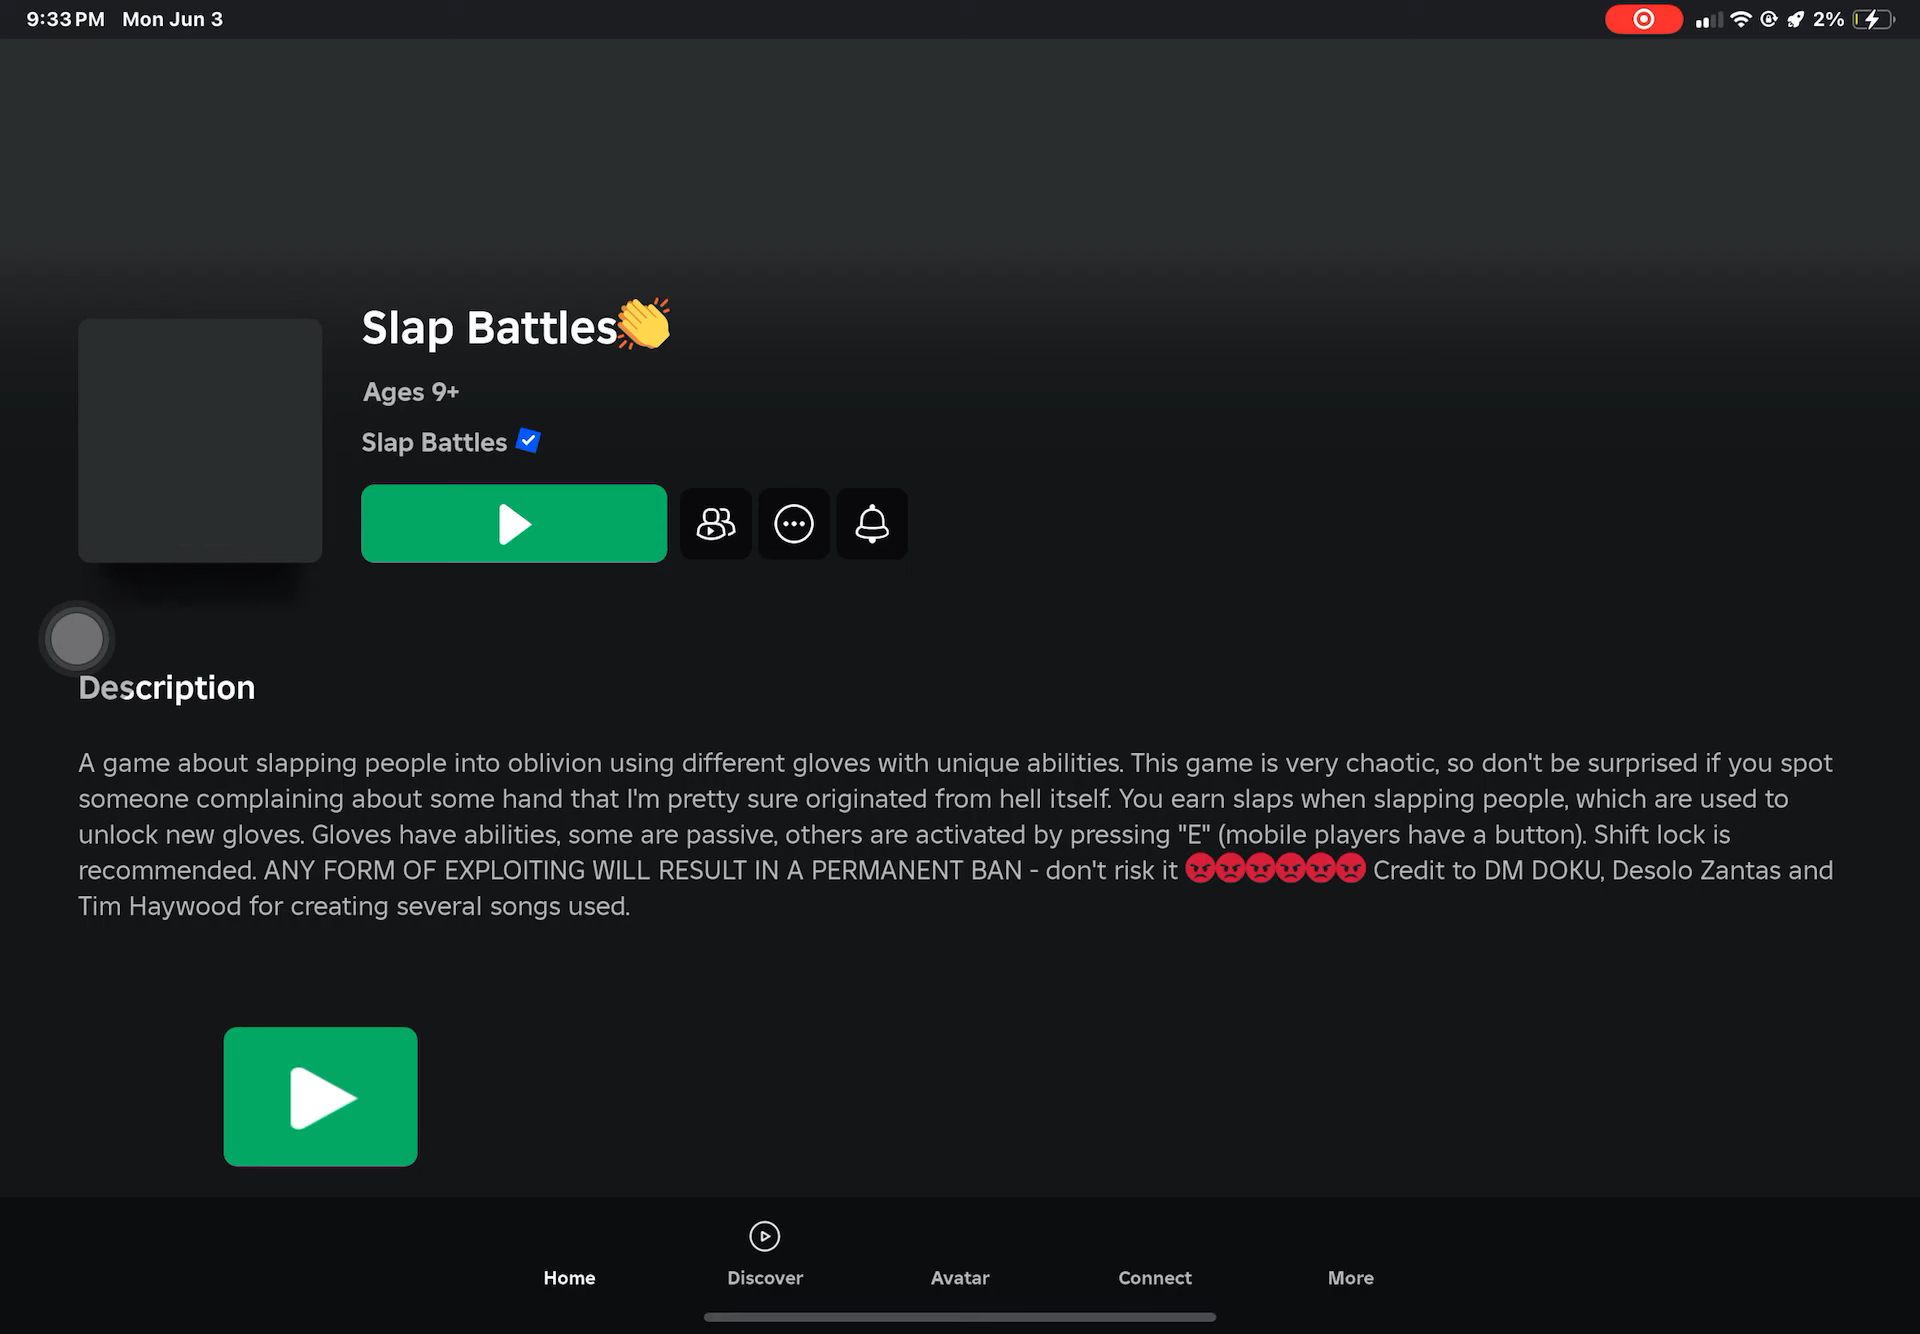 9:33 PM Mon Jun 3
2%
Slap Battles👏
Ages 9+
Slap Battles
Description
A game about slapping people into oblivion using different gloves with unique abilities. This game is very chaotic, so don't be surprised if you spot
someone complaining about some hand that I'm pretty sure originated from hell itself. You earn slaps when slapping people, which are used to
unlock new gloves. Gloves have abilities, some are passive, others are activated by pressing "E" (mobile players have a button). Shift lock is
recommended. ANY FORM OF EXPLOITING WILL RESULT IN A PERMANENT BAN - don't risk it 😡😡😡😡😡😡 Credit to DM DOKU, Desolo Zantas and
Tim Haywood for creating several songs used.
Home Discover Avatar Connect More